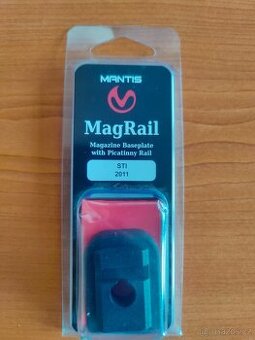 MANTIS
MagRail
Magazine Baseplate
with Picatinny Rail
STI
2011